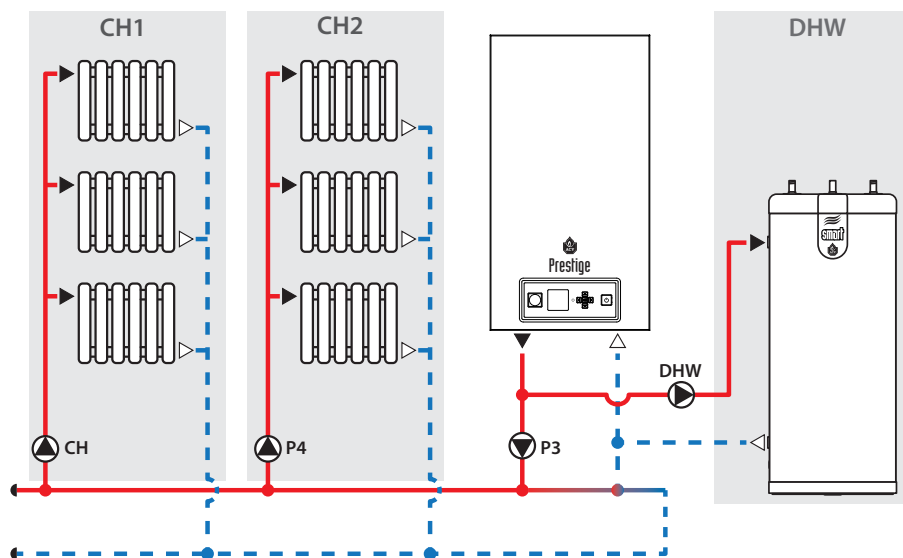 CH1
CH2
DHW
smart
Prestige
DHW
CH
P4
P3